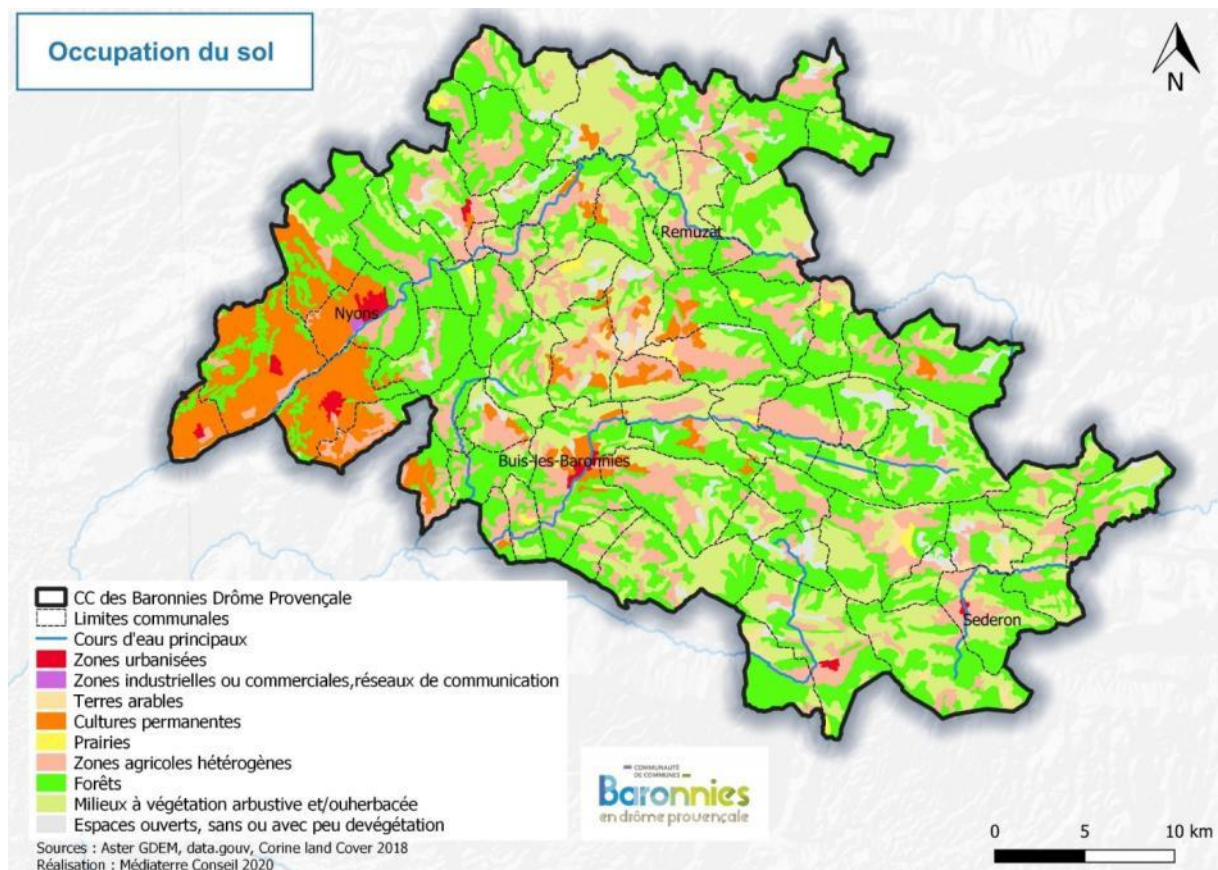 Occupation du sol
N
Remuzat
Nyons
Buis-les-Baronnies
Sederon
CC des Baronnies Drôme Provençale
Limites communales
Cours d'eau principaux
Zones urbanisées
Zones industrielles ou commerciales,réseaux de communication
Terres arables
Cultures permanentes
Prairies
Zones agricoles hétérogènes
Forêts
Milieux à végétation arbustive et/ouherbacée
Espaces ouverts, sans ou avec peu devégétation
Sources : Aster GDEM, data.gouv, Corine land Cover 2018
Réalisation : Médiaterre Conseil 2020
COMMUNAUTÉ
DE COMMUNES
Baronnies
en drôme provençale
0 5 10 km